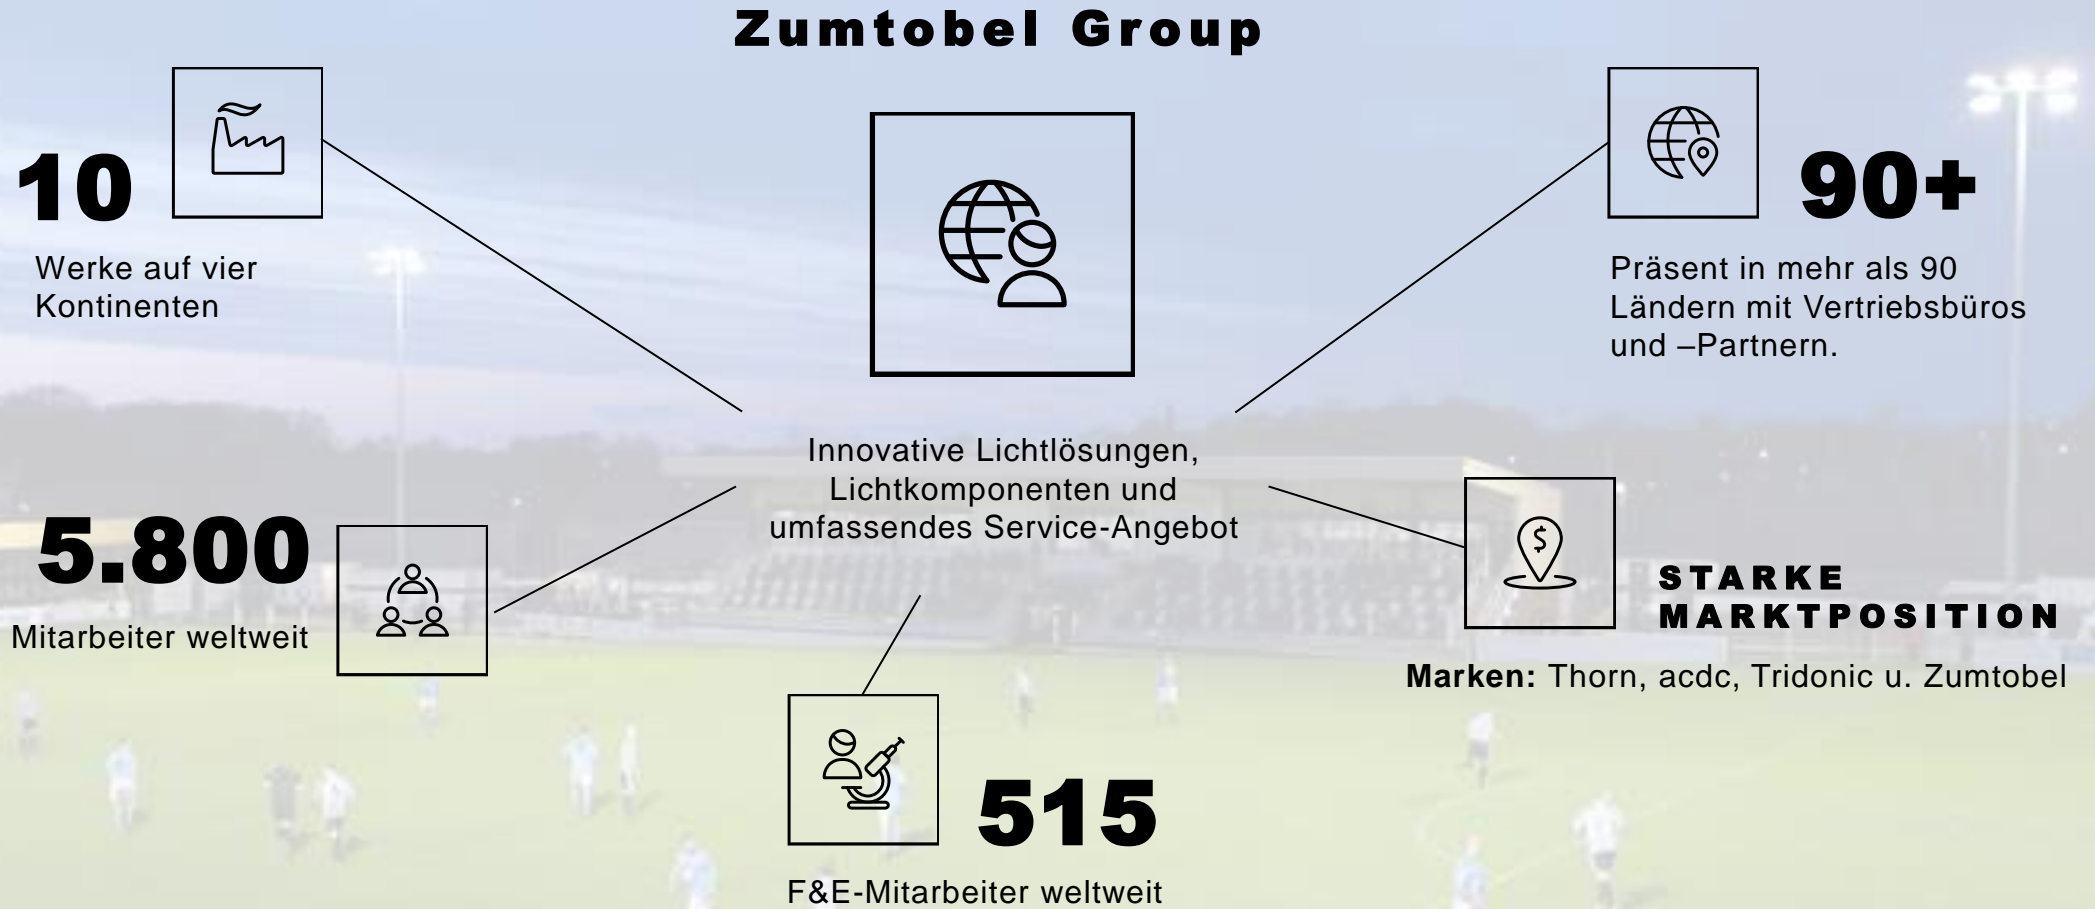 Zumtobel Group
10
Werke auf vier
Kontinenten
90+
Präsent in mehr als 90
Ländern mit Vertriebsbüros
und –Partnern.
Innovative Lichtlösungen,
Lichtkomponenten und
umfassendes Service-Angebot
5.800
Mitarbeiter weltweit
$
STARKE
MARKTPOSITION
Marken: Thorn, acdc, Tridonic u. Zumtobel
515
F&E-Mitarbeiter weltweit